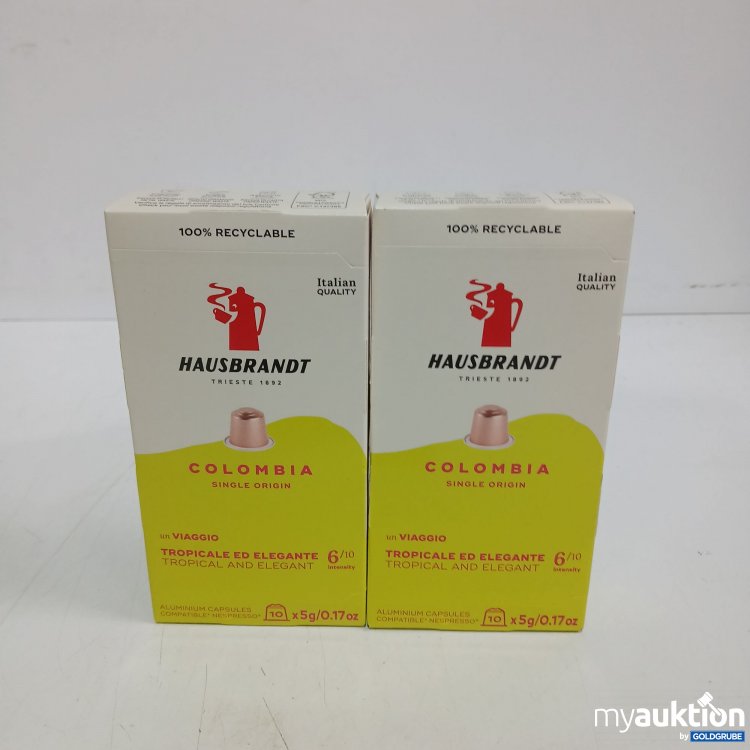 100% RECYCLABLE
Italian
QUALITY
HAUSBRANDT
TRIESTE 1892
COLOMBIA
SINGLE ORIGIN
un VIAGGIO
TROPICALE ED ELEGANTE
TROPICAL AND ELEGANT
6/10
intensity
ALUMINIUM CAPSULES
COMPATIBLE* NESPRESSO®
10 x5g/0.17oz
100% RECYCLABLE
Italian
QUALITY
HAUSBRANDT
TRIESTE 1892
COLOMBIA
SINGLE ORIGIN
un VIAGGIO
TROPICALE ED ELEGANTE
TROPICAL AND ELEGANT
6/10
intensity
ALUMINIUM CAPSULES
COMPATIBLE* NESPRESSO®
10 x5g/0.17oz
myauktion
by GOLDGRUBE